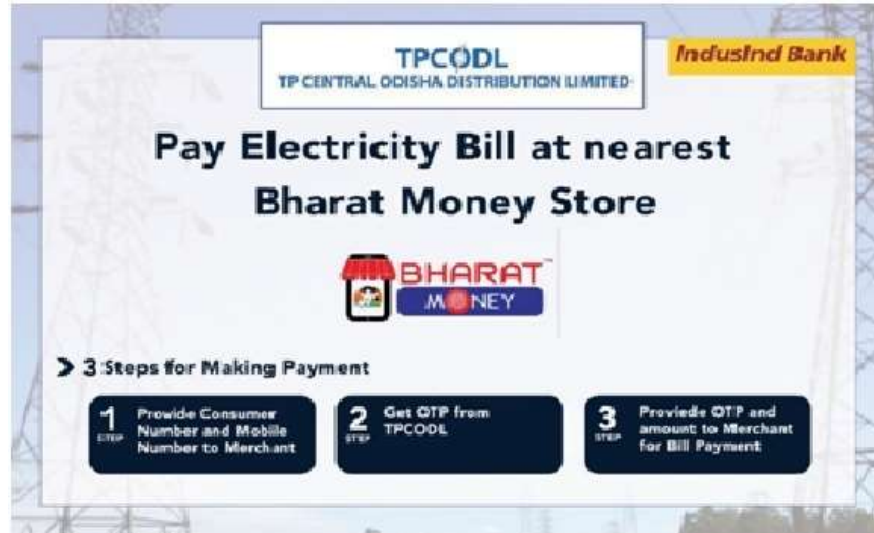 TPCODL
TP CENTRAL ODISHA DISTRIBUTION LIMITED
IndusInd Bank
Pay Electricity Bill at nearest
Bharat Money Store
BHARAT
MONEY
3 Steps for Making Payment
1
STEP
Provide Consumer
Number and Mobile
Number to Merchant
2
STEP
Get OTP from
TPCODL
3
STEP
Proviedle OTP and
amount to Merchant
for Bill Payment